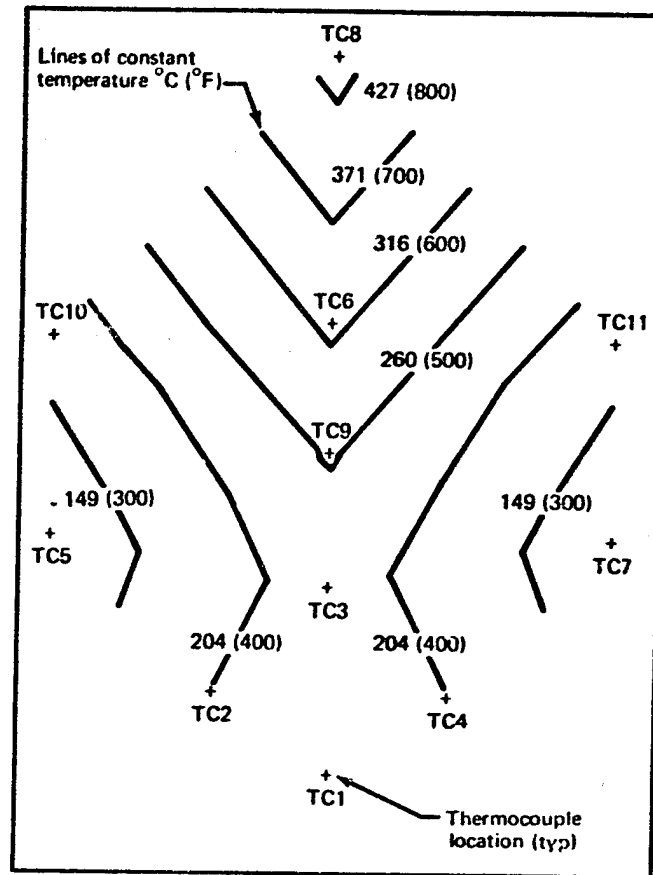 TC8
Lines of constant
temperature °C (°F)
427 (800)
371 (700)
316 (600)
TC6
TC10
TC11
260 (500)
TC9
149 (300)
149 (300)
TC5
TC7
TC3
204 (400)
204 (400)
TC2
TC4
TC1
Thermocouple
location (typ)